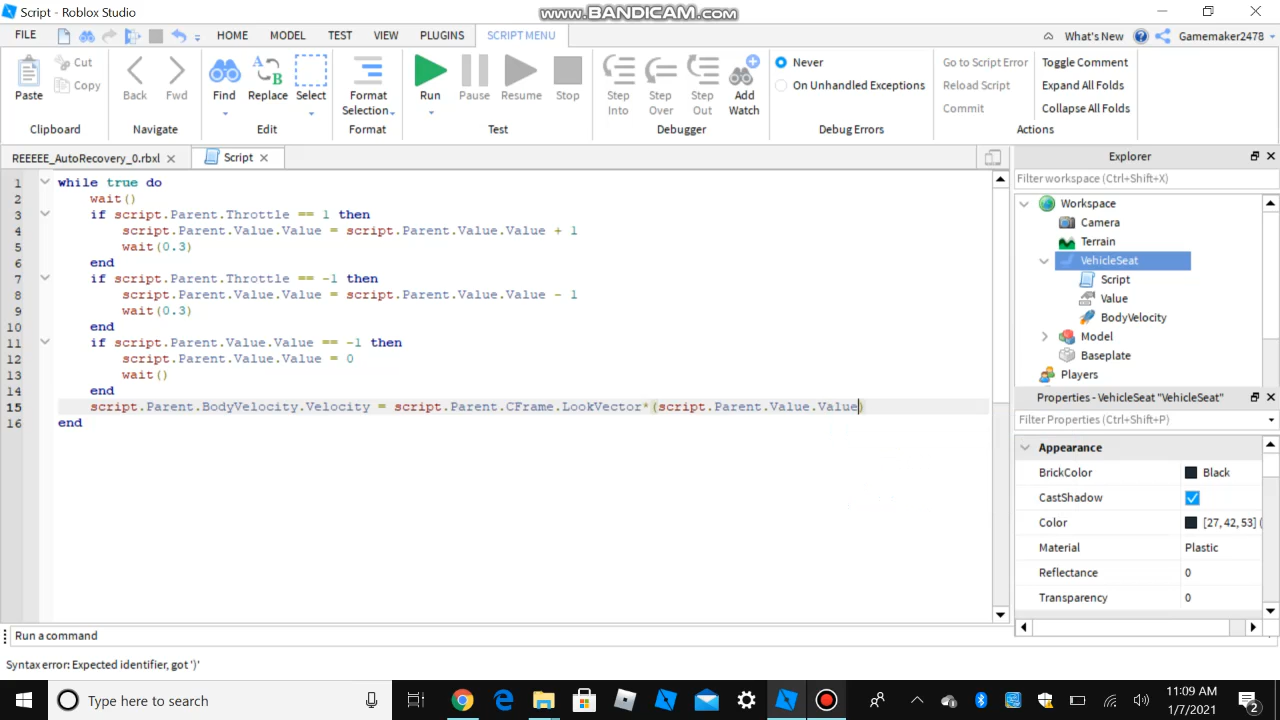 Script - Roblox Studio
www.BANDICAM.com
FILE HOME MODEL TEST VIEW PLUGINS SCRIPT MENU What's New Gamemaker2478
Paste Cut Copy
Back Fwd
Find Replace Select
Format Selection
Run Pause Resume Stop
Step Into Step Over Step Out Add Watch
Never
On Unhandled Exceptions
Go to Script Error
Reload Script
Commit
Toggle Comment
Expand All Folds
Collapse All Folds
Clipboard Navigate Edit Format Test Debugger Debug Errors Actions
REEEEE_AutoRecovery_0.rbxl Script
1 while true do
2 wait()
3 if script.Parent.Throttle == 1 then
4 script.Parent.Value.Value = script.Parent.Value.Value + 1
5 wait(0.3)
6 end
7 if script.Parent.Throttle == -1 then
8 script.Parent.Value.Value = script.Parent.Value.Value - 1
9 wait(0.3)
10 end
11 if script.Parent.Value.Value == -1 then
12 script.Parent.Value.Value = 0
13 wait()
14 end
15 script.Parent.BodyVelocity.Velocity = script.Parent.CFrame.LookVector*(script.Parent.Value.Value)
16 end
Explorer
Filter workspace (Ctrl+Shift+X)
Workspace
Camera
Terrain
VehicleSeat
Script
Value
BodyVelocity
Model
Baseplate
Players
Properties - VehicleSeat "VehicleSeat"
Filter Properties (Ctrl+Shift+P)
Appearance
BrickColor Black
CastShadow
Color [27, 42, 53] (
Material Plastic
Reflectance 0
Transparency 0
Run a command
Syntax error: Expected identifier, got ')'
Type here to search
11:09 AM
1/7/2021
2